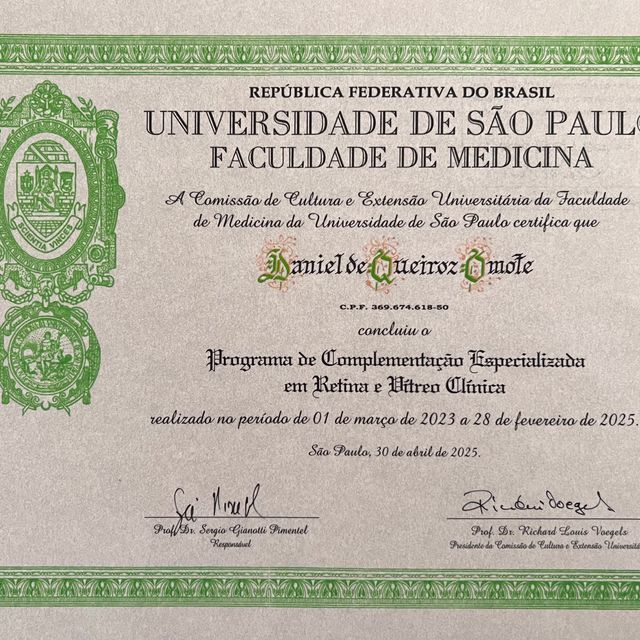 REPÚBLICA FEDERATIVA DO BRASIL
UNIVERSIDADE DE SÃO PAULO
FACULDADE DE MEDICINA
A Comissão de Cultura e Extensão Universitária da Faculdade
de Medicina da Universidade de São Paulo certifica que
Daniel de Queiroz Omote
C.P.F. 369.674.618-50
concluiu o
Programa de Complementação Especializada
em Retina e Vítreo Clínica
realizado no período de 01 de março de 2023 a 28 de fevereiro de 2025.
São Paulo, 30 de abril de 2025.
Prof. Dr. Sergio Gianotti Pimentel
Responsável
Prof. Dr. Richard Louis Voegels
Presidente da Comissão de Cultura e Extensão Universitá
SCIENTIA VINCES